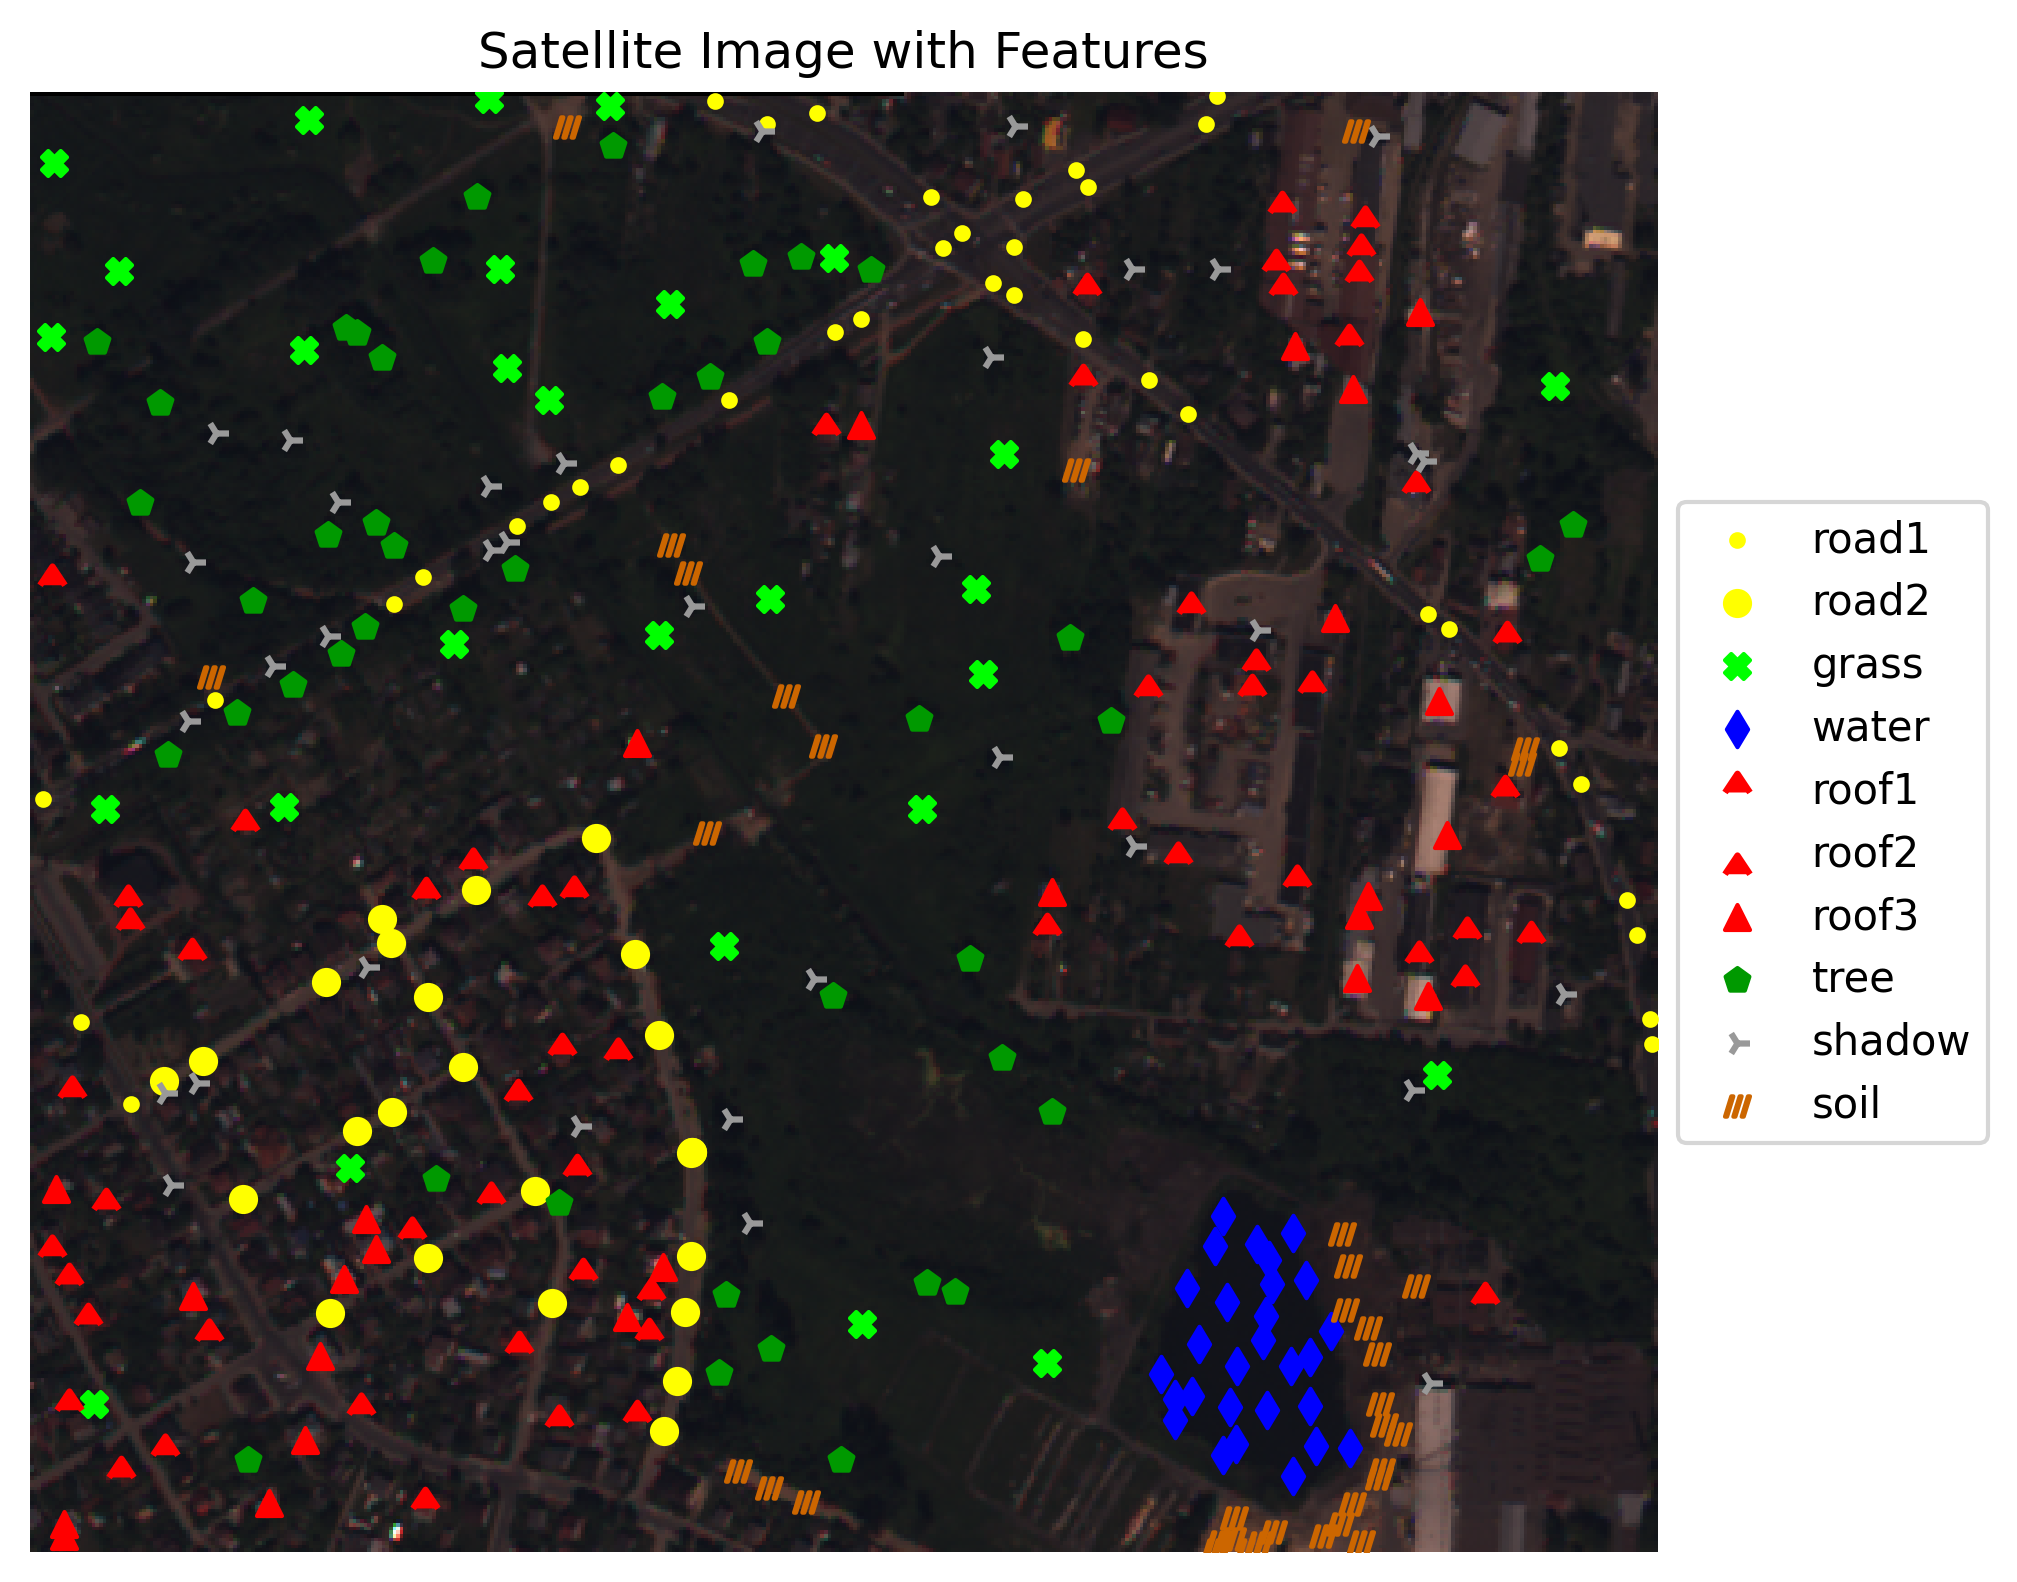 Satellite Image with Features
road1
road2
grass
water
roof1
roof2
roof3
tree
shadow
soil